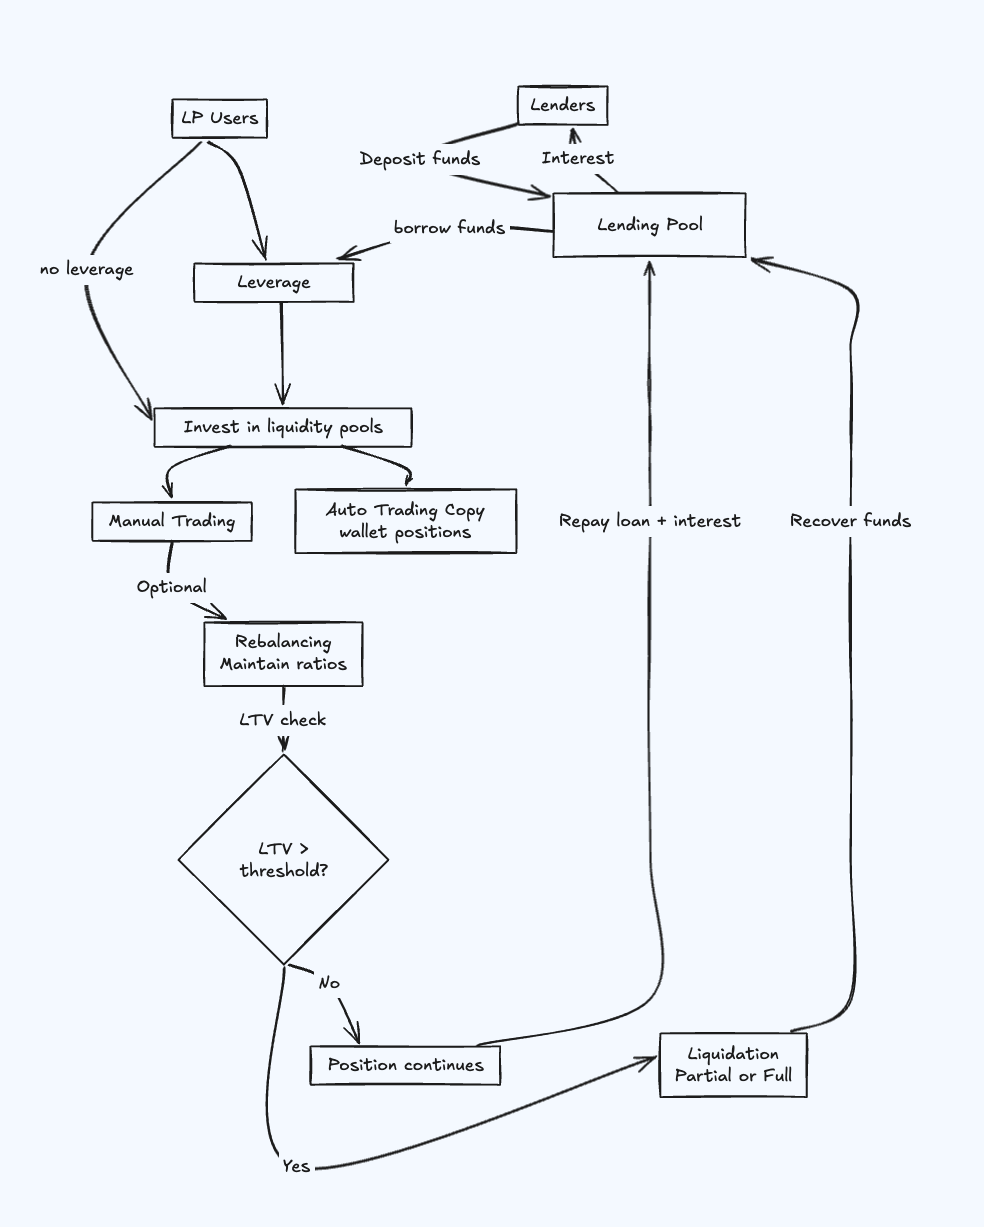 Lenders
LP Users
Deposit funds
Interest
Lending Pool
borrow funds
no leverage
Leverage
Invest in liquidity pools
Manual Trading
Auto Trading Copy
wallet positions
Repay loan + interest
Recover funds
Optional
Rebalancing
Maintain ratios
LTV check
LTV >
threshold?
No
Position continues
Liquidation
Partial or Full
Yes